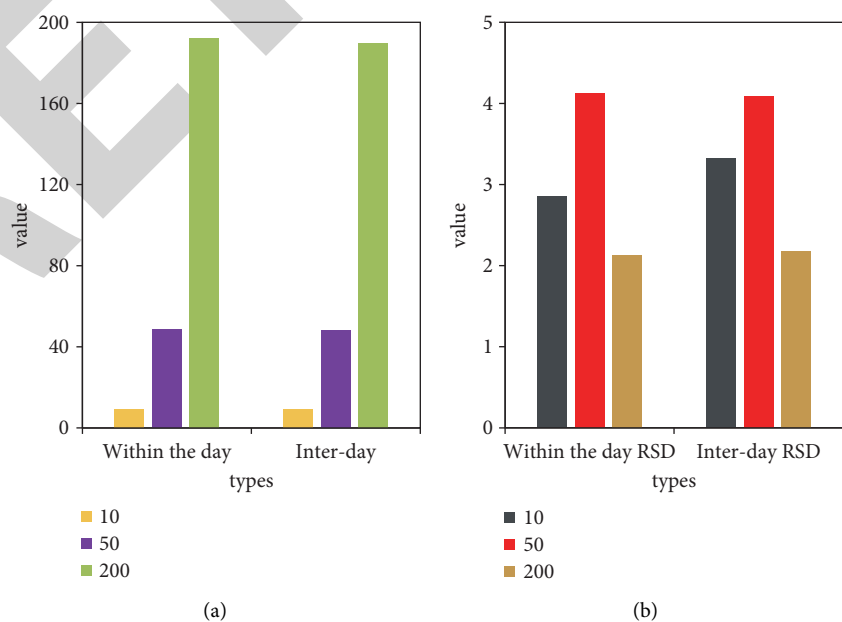 200
160
120
80
40
0
value
Within the day
Inter-day
types
10
50
200
(a)
5
4
3
2
1
0
value
Within the day RSD
Inter-day RSD
types
10
50
200
(b)